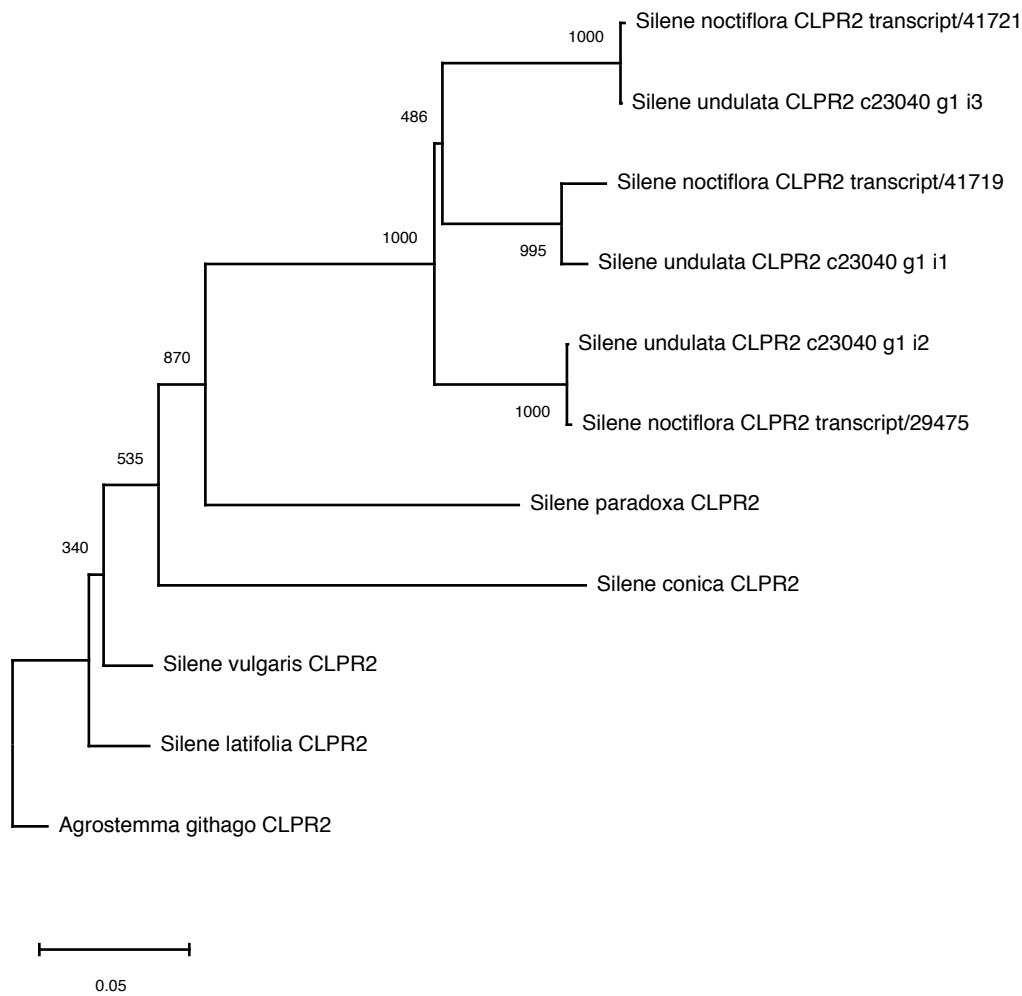 Silene noctiflora CLPR2 transcript/41721
1000
Silene undulata CLPR2 c23040 g1 i3
486
Silene noctiflora CLPR2 transcript/41719
1000
995
Silene undulata CLPR2 c23040 g1 i1
Silene undulata CLPR2 c23040 g1 i2
870
1000
Silene noctiflora CLPR2 transcript/29475
535
Silene paradoxa CLPR2
340
Silene conica CLPR2
Silene vulgaris CLPR2
Silene latifolia CLPR2
Agrostemma githago CLPR2
0.05